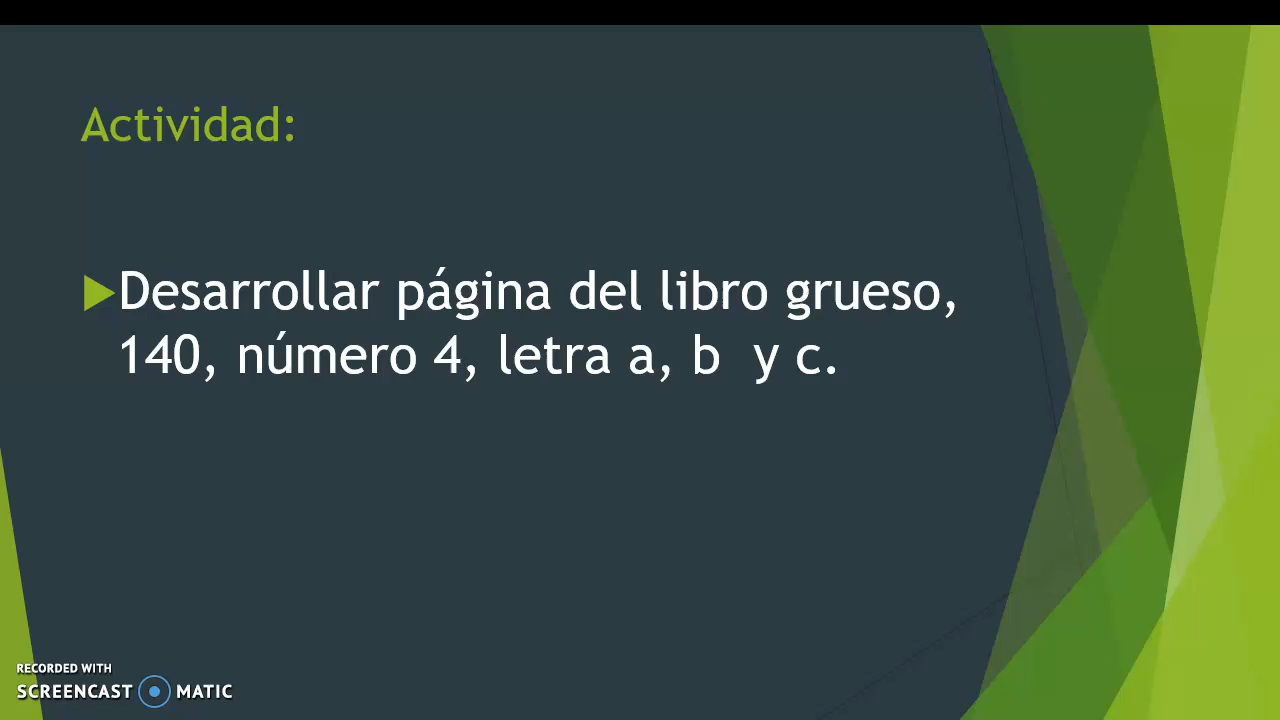 Actividad:
Desarrollar página del libro grueso,
140, número 4, letra a, b  y c.
RECORDED WITH
SCREENCAST MATIC